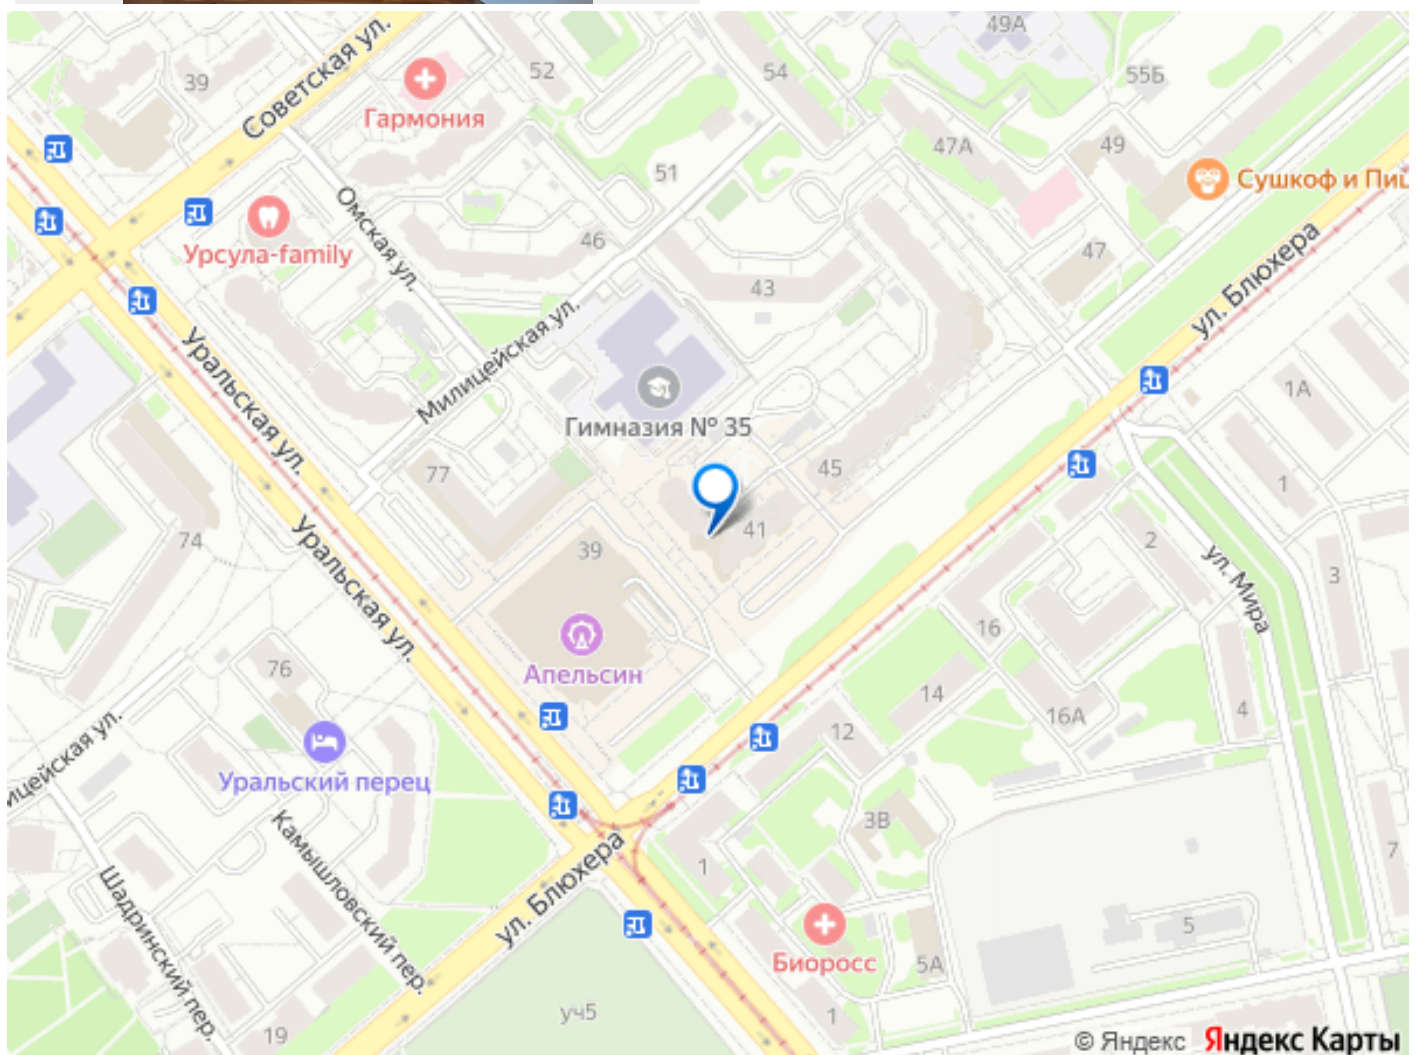 49А
39
Советская ул.
52
54
55Б
Гармония
47А
49
51
Сушкоф и Пиц
Омская ул.
Урсула-family
46
47
ул. Блюхера
43
Милицейская ул.
Уральская ул.
1А
Гимназия № 35
77
45
1
74
Уральская ул.
39
41
2
ул. Мира
3
16
Апельсин
76
14
16А
4
ицейская ул.
Уральский перец
12
Камышловский пер.
3В
ул. Блюхера
1
7
Шадринский пер.
5
Биоросс
5А
уч5
1
19
© Яндекс Яндекс Карты